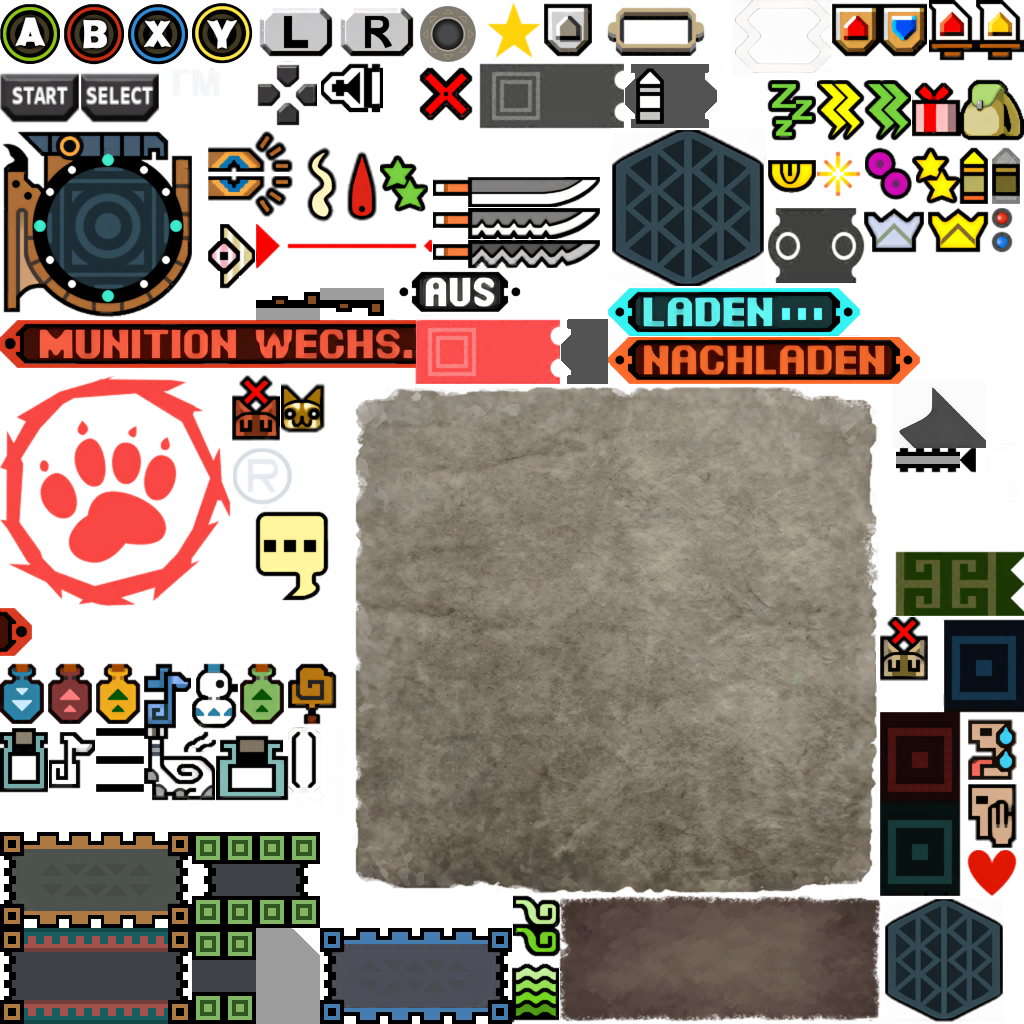 A B X Y L R
START SELECT ™
AUS
LADEN...
MUNITION WECHS.
NACHLADEN
®